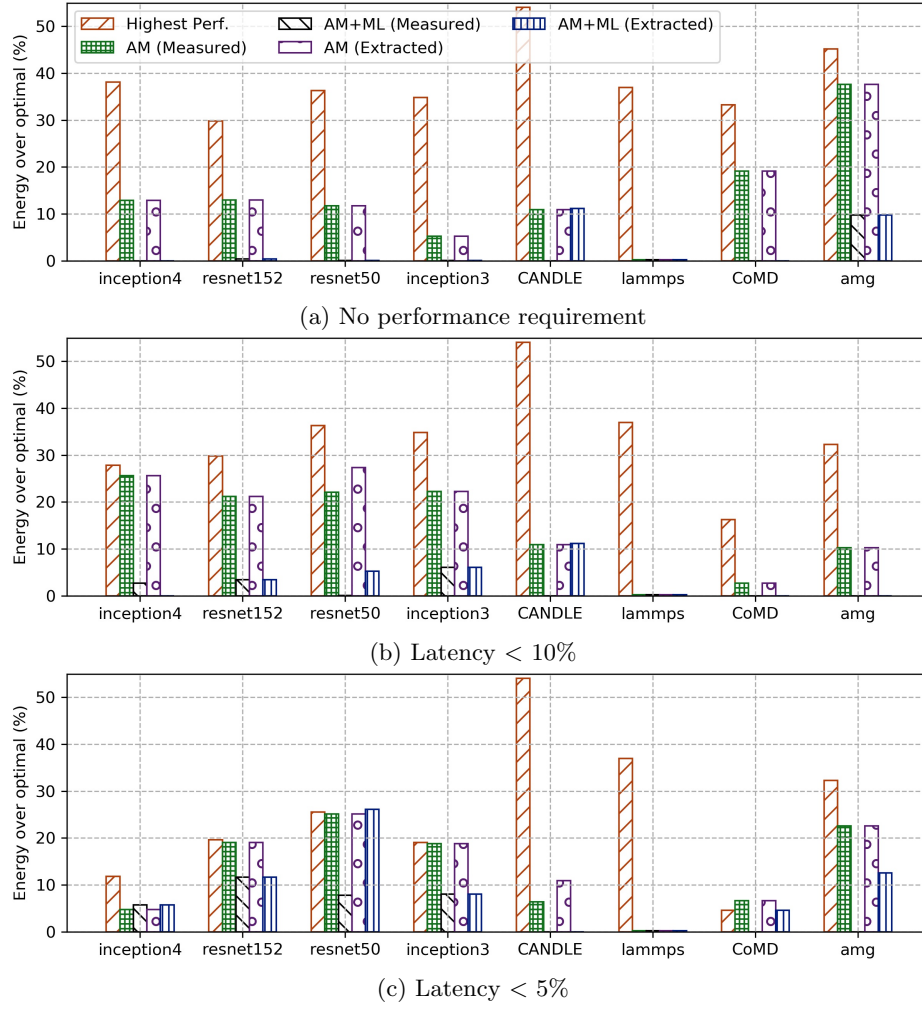 Highest Perf.
AM (Measured)
AM+ML (Measured)
AM (Extracted)
AM+ML (Extracted)
Energy over optimal (%)
50
40
30
20
10
0
inception4 resnet152 resnet50 inception3 CANDLE lammps CoMD amg
(a) No performance requirement
Energy over optimal (%)
50
40
30
20
10
0
inception4 resnet152 resnet50 inception3 CANDLE lammps CoMD amg
(b) Latency < 10%
Energy over optimal (%)
50
40
30
20
10
0
inception4 resnet152 resnet50 inception3 CANDLE lammps CoMD amg
(c) Latency < 5%